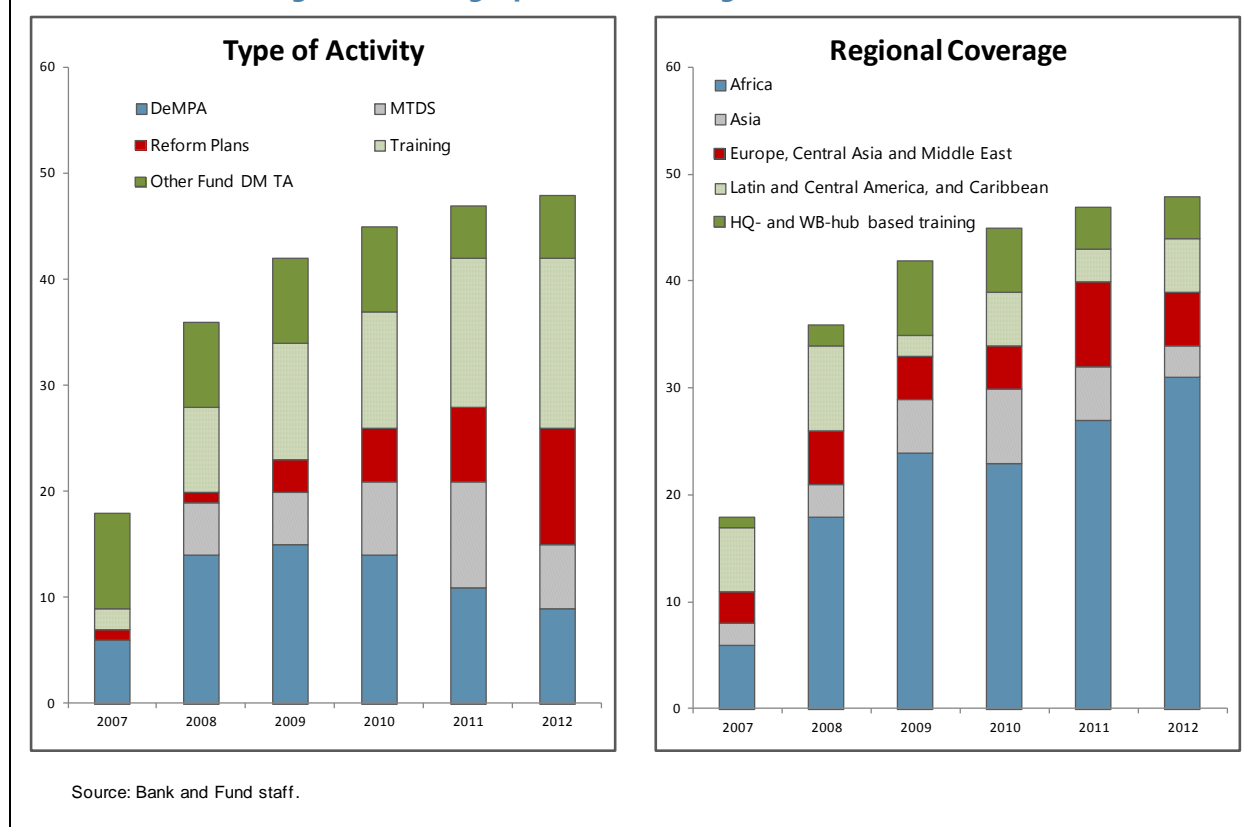 Type of Activity
60
50
40
30
20
10
0
DeMPA
MTDS
Reform Plans
Training
Other Fund DM TA
2007 2008 2009 2010 2011 2012
Regional Coverage
60
50
40
30
20
10
0
Africa
Asia
Europe, Central Asia and Middle East
Latin and Central America, and Caribbean
HQ- and WB-hub based training
2007 2008 2009 2010 2011 2012
Source: Bank and Fund staff.